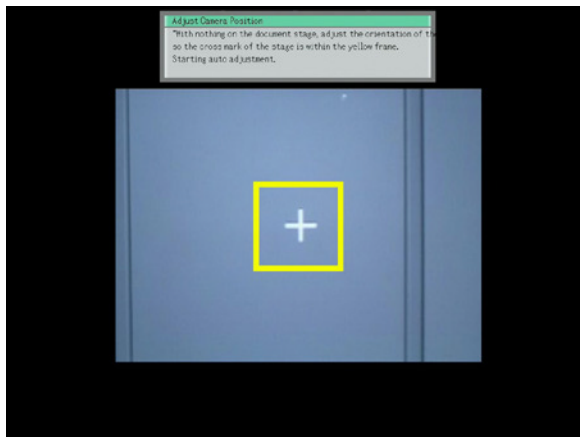 Adjust Camera Position
"With nothing on the document stage, adjust the orientation of th
so the cross mark of the stage is within the yellow frame.
Starting auto adjustment.